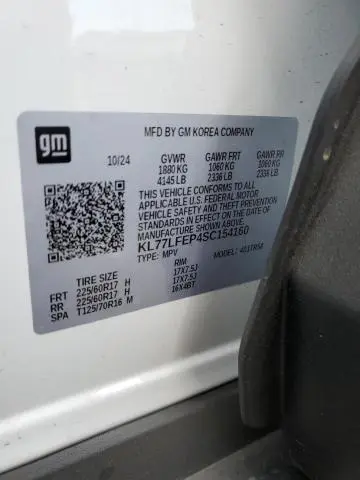 gm
MFD BY GM KOREA COMPANY
10/24 GVWR GAWR FRT GAWR RR
1880 KG 1060 KG 1060 KG
4145 LB 2336 LB 2336 LB
THIS VEHICLE CONFORMS TO ALL
APPLICABLE U.S. FEDERAL MOTOR
VEHICLE SAFETY AND THEFT PREVENTION
STANDARDS IN EFFECT ON THE DATE OF
MANUFACTURE SHOWN ABOVE.
KL77LFEP4SC154160
TYPE: MPV MODEL: 4U1TR58
TIRE SIZE RIM
FRT 225/60R17 H 17X7.5J
RR 225/60R17 H 17X7.5J
SPA T125/70R16 M 16X4BT